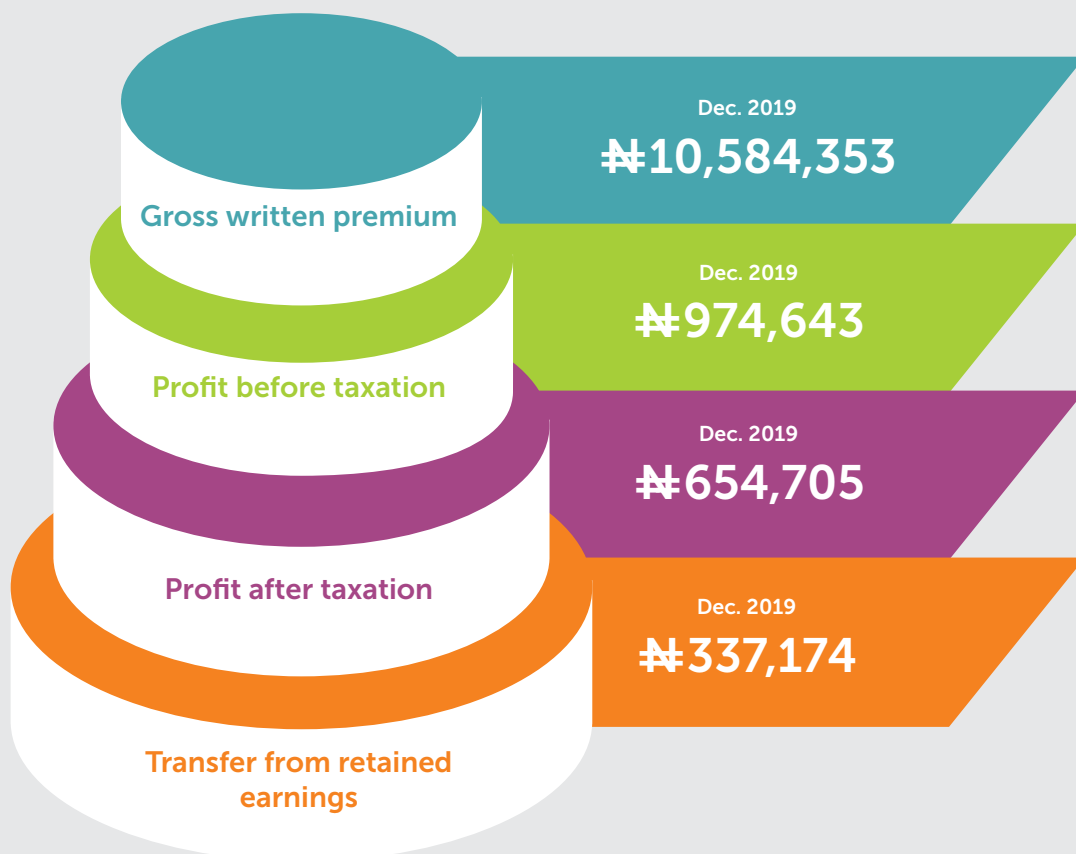 Dec. 2019
₦10,584,353
Gross written premium
Dec. 2019
₦974,643
Profit before taxation
Dec. 2019
₦654,705
Profit after taxation
Dec. 2019
₦337,174
Transfer from retained
earnings